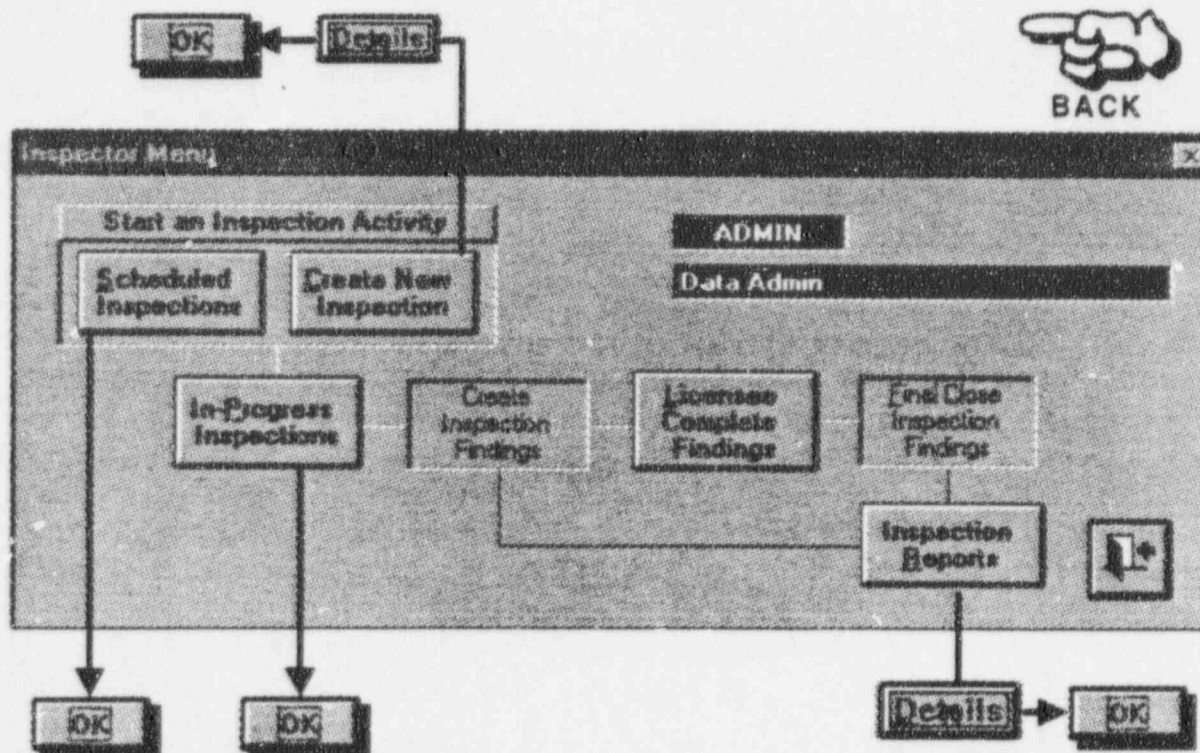 OK
Details
BACK
Inspector Menu
Start an Inspection Activity
ADMIN
Scheduled
Inspections
Create New
Inspection
Data Admin
In-Progress
Inspections
Create
Inspection
Findings
Licensee
Complete
Findings
Final Close
Inspection
Findings
Inspection
Reports
OK
OK
Details
OK